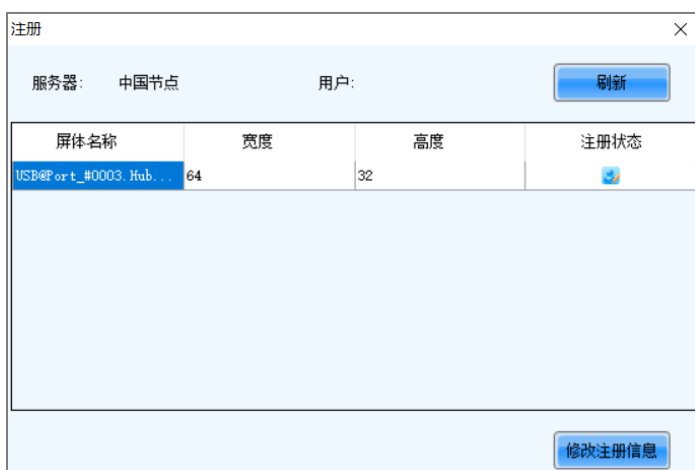 注册
服务器: 中国节点 用户: 刷新
屏体名称 宽度 高度 注册状态
USB@Port_#0003.Hub... 64 32
修改注册信息